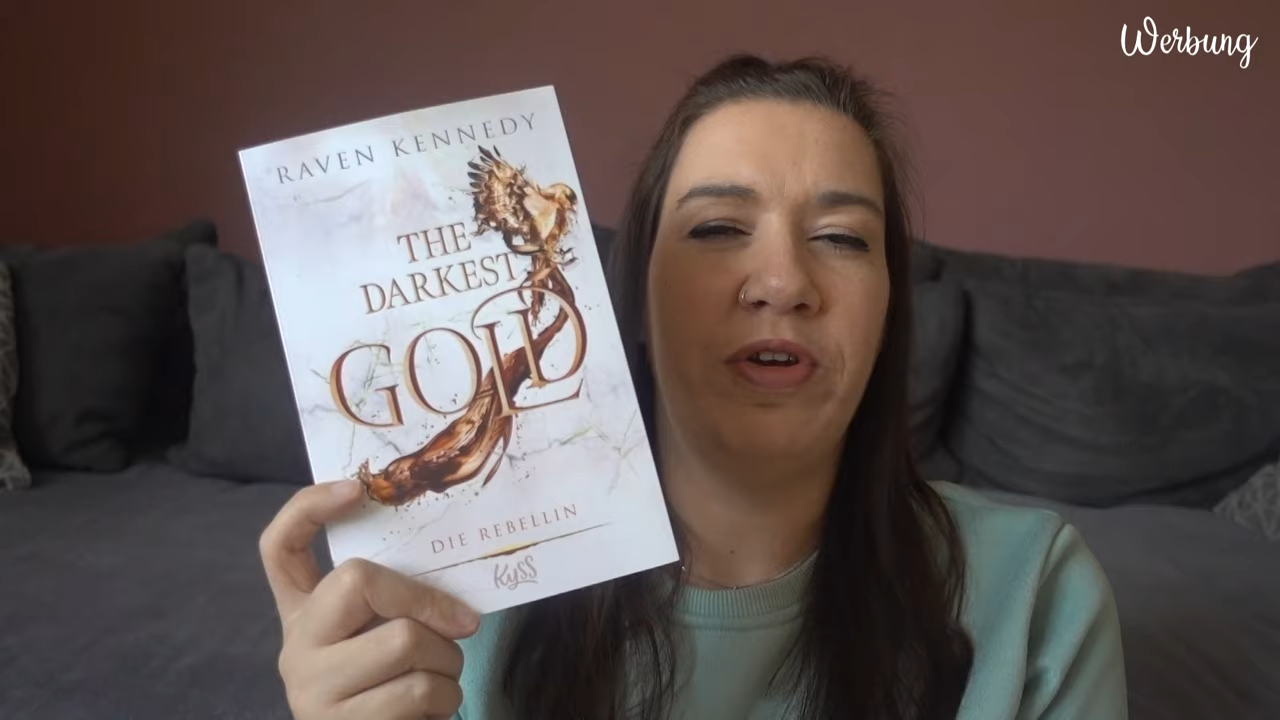 Werbung
RAVEN KENNEDY
THE
DARKEST
GOLD
DIE REBELLIN
KYSS